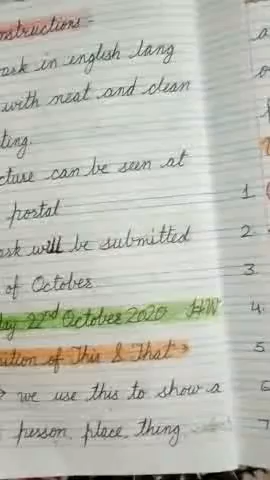 nstructions :-
ask in english lang
with neat and clean
ting.
cture can be seen at
portal
ask will be submitted
of October.
day 22nd October 2020 HW
ition of This & That →
→ we use this to show a
person, place, thing
a
1.
2.
3.
4.
5.
6.
7